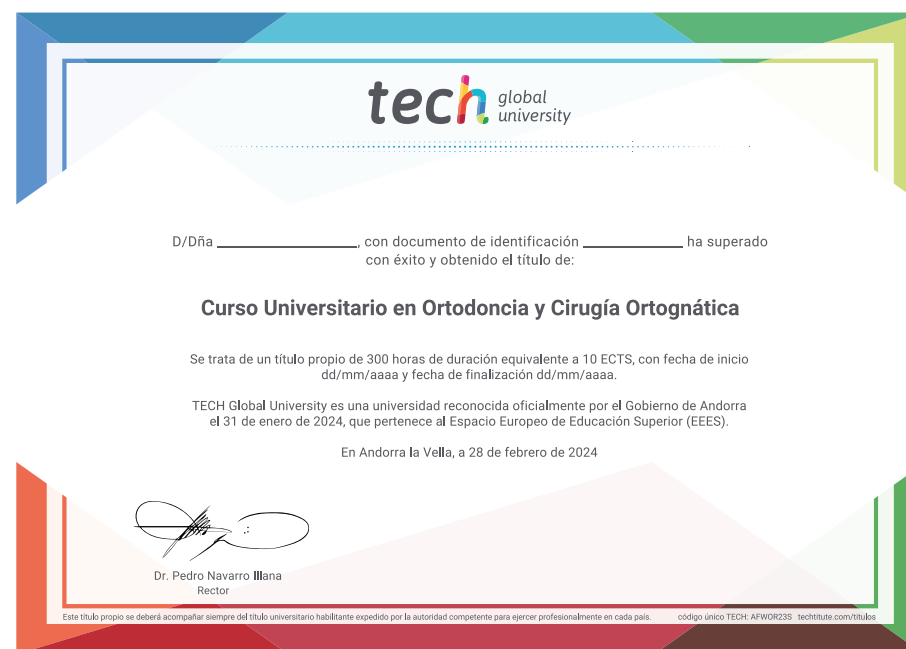 tech global university
D/Dña ____________, con documento de identificación ____________ ha superado
con éxito y obtenido el título de:
Curso Universitario en Ortodoncia y Cirugía Ortognática
Se trata de un título propio de 300 horas de duración equivalente a 10 ECTS, con fecha de inicio
dd/mm/aaaa y fecha de finalización dd/mm/aaaa.
TECH Global University es una universidad reconocida oficialmente por el Gobierno de Andorra
el 31 de enero de 2024, que pertenece al Espacio Europeo de Educación Superior (EEES).
En Andorra la Vella, a 28 de febrero de 2024
Dr. Pedro Navarro Illana
Rector
Este título propio se deberá acompañar siempre del título universitario habilitante expedido por la autoridad competente para ejercer profesionalmente en cada país. código único TECH: AFWOR23S techtitute.com/titulos